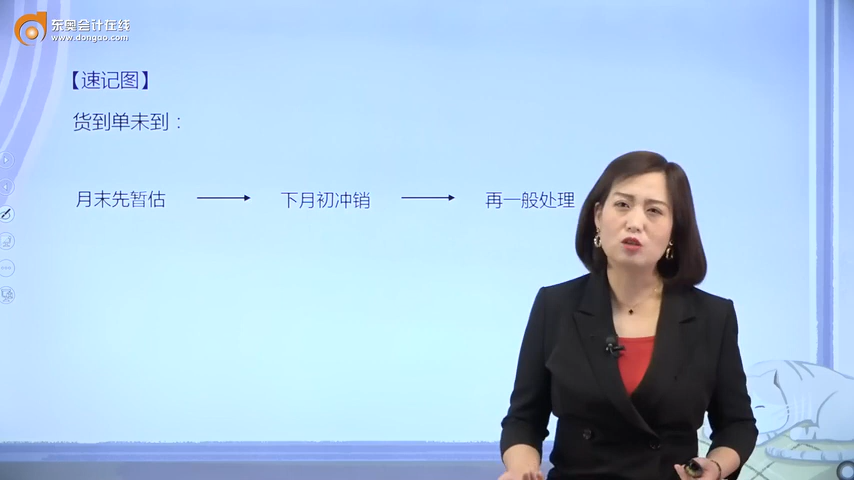 东奥会计在线
www.dongao.com
【速记图】
货到单未到：
月末先暂估 → 下月初冲销 → 再一般处理